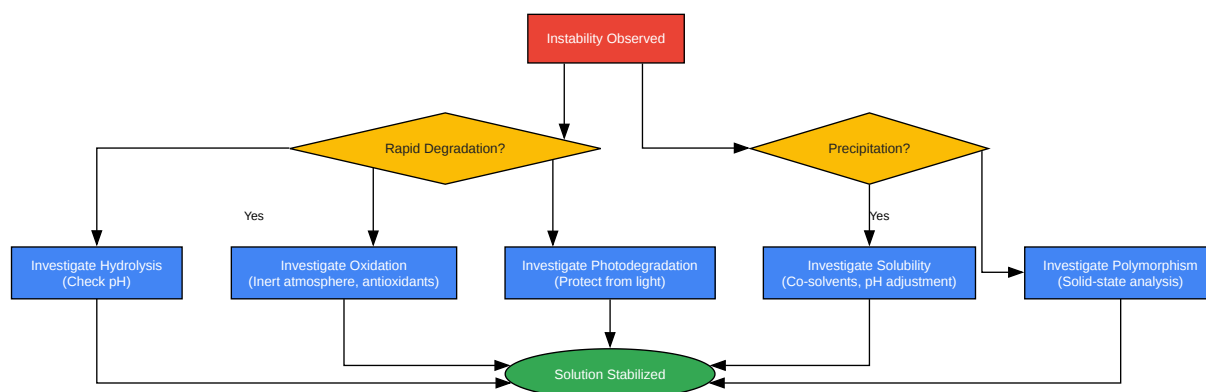 Instability Observed
Rapid Degradation?
Precipitation?
Yes
Yes
Investigate Hydrolysis
(Check pH)
Investigate Oxidation
(Inert atmosphere, antioxidants)
Investigate Photodegradation
(Protect from light)
Investigate Solubility
(Co-solvents, pH adjustment)
Investigate Polymorphism
(Solid-state analysis)
Solution Stabilized